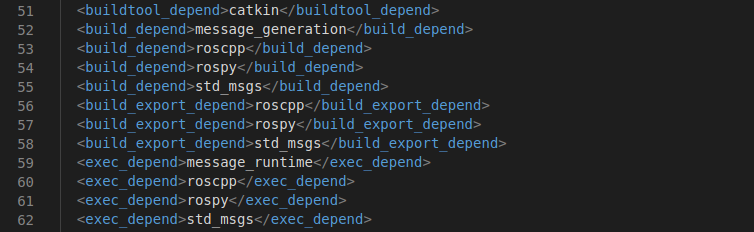 51 <buildtool_depend>catkin</buildtool_depend>
52 <build_depend>message_generation</build_depend>
53 <build_depend>roscpp</build_depend>
54 <build_depend>rospy</build_depend>
55 <build_depend>std_msgs</build_depend>
56 <build_export_depend>roscpp</build_export_depend>
57 <build_export_depend>rospy</build_export_depend>
58 <build_export_depend>std_msgs</build_export_depend>
59 <exec_depend>message_runtime</exec_depend>
60 <exec_depend>roscpp</exec_depend>
61 <exec_depend>rospy</exec_depend>
62 <exec_depend>std_msgs</exec_depend>